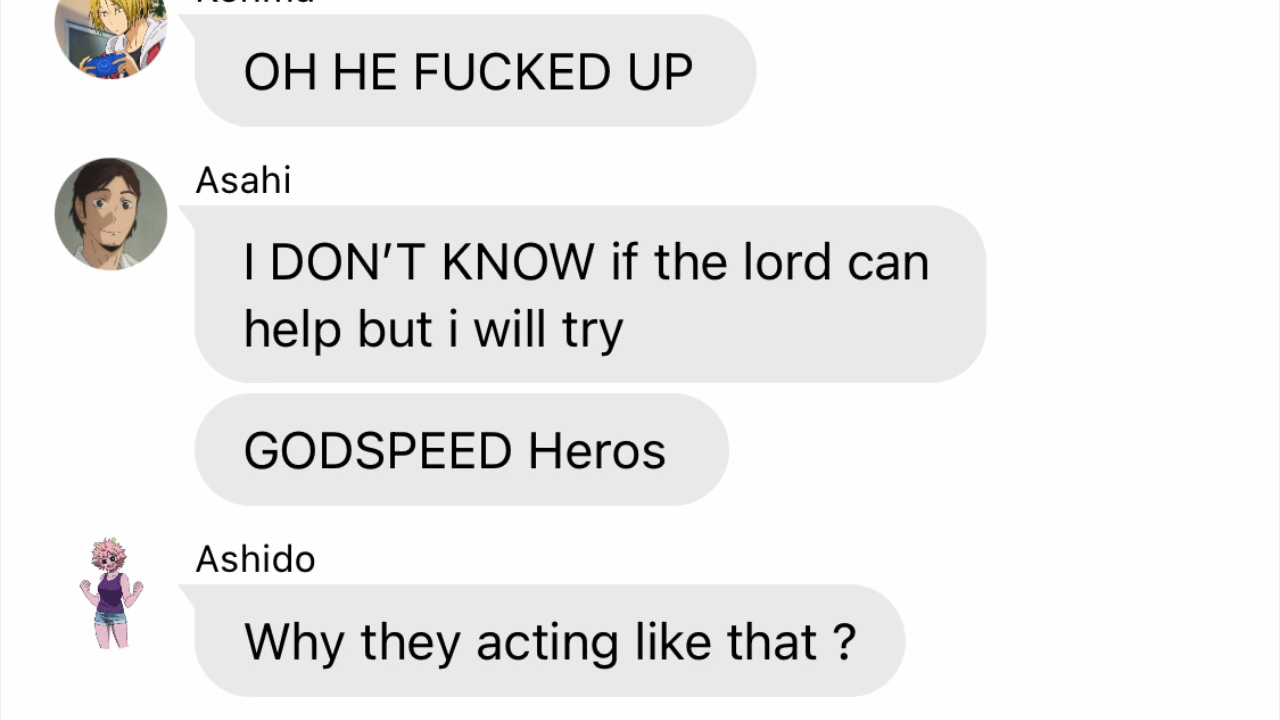 Kenma
OH HE FUCKED UP
Asahi
I DON’T KNOW if the lord can
help but i will try
GODSPEED Heros
Ashido
Why they acting like that ?